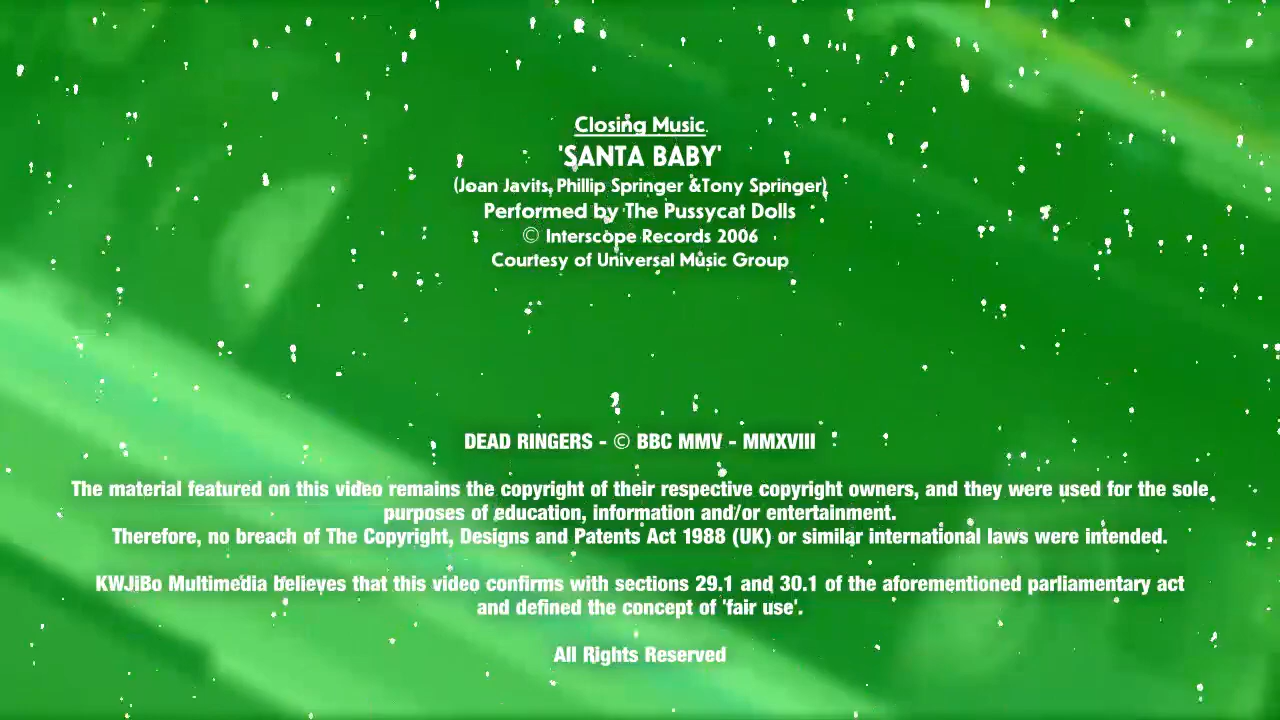 Closing Music
'SANTA BABY'
(Joan Javits, Phillip Springer &Tony Springer)
Performed by The Pussycat Dolls
© Interscope Records 2006
Courtesy of Universal Music Group
DEAD RINGERS - © BBC MMV - MMXVIII
The material featured on this video remains the copyright of their respective copyright owners, and they were used for the sole
purposes of education, information and/or entertainment.
Therefore, no breach of The Copyright, Designs and Patents Act 1988 (UK) or similar international laws were intended.
KWJiBo Multimedia believes that this video confirms with sections 29.1 and 30.1 of the aforementioned parliamentary act
and defined the concept of 'fair use'.
All Rights Reserved